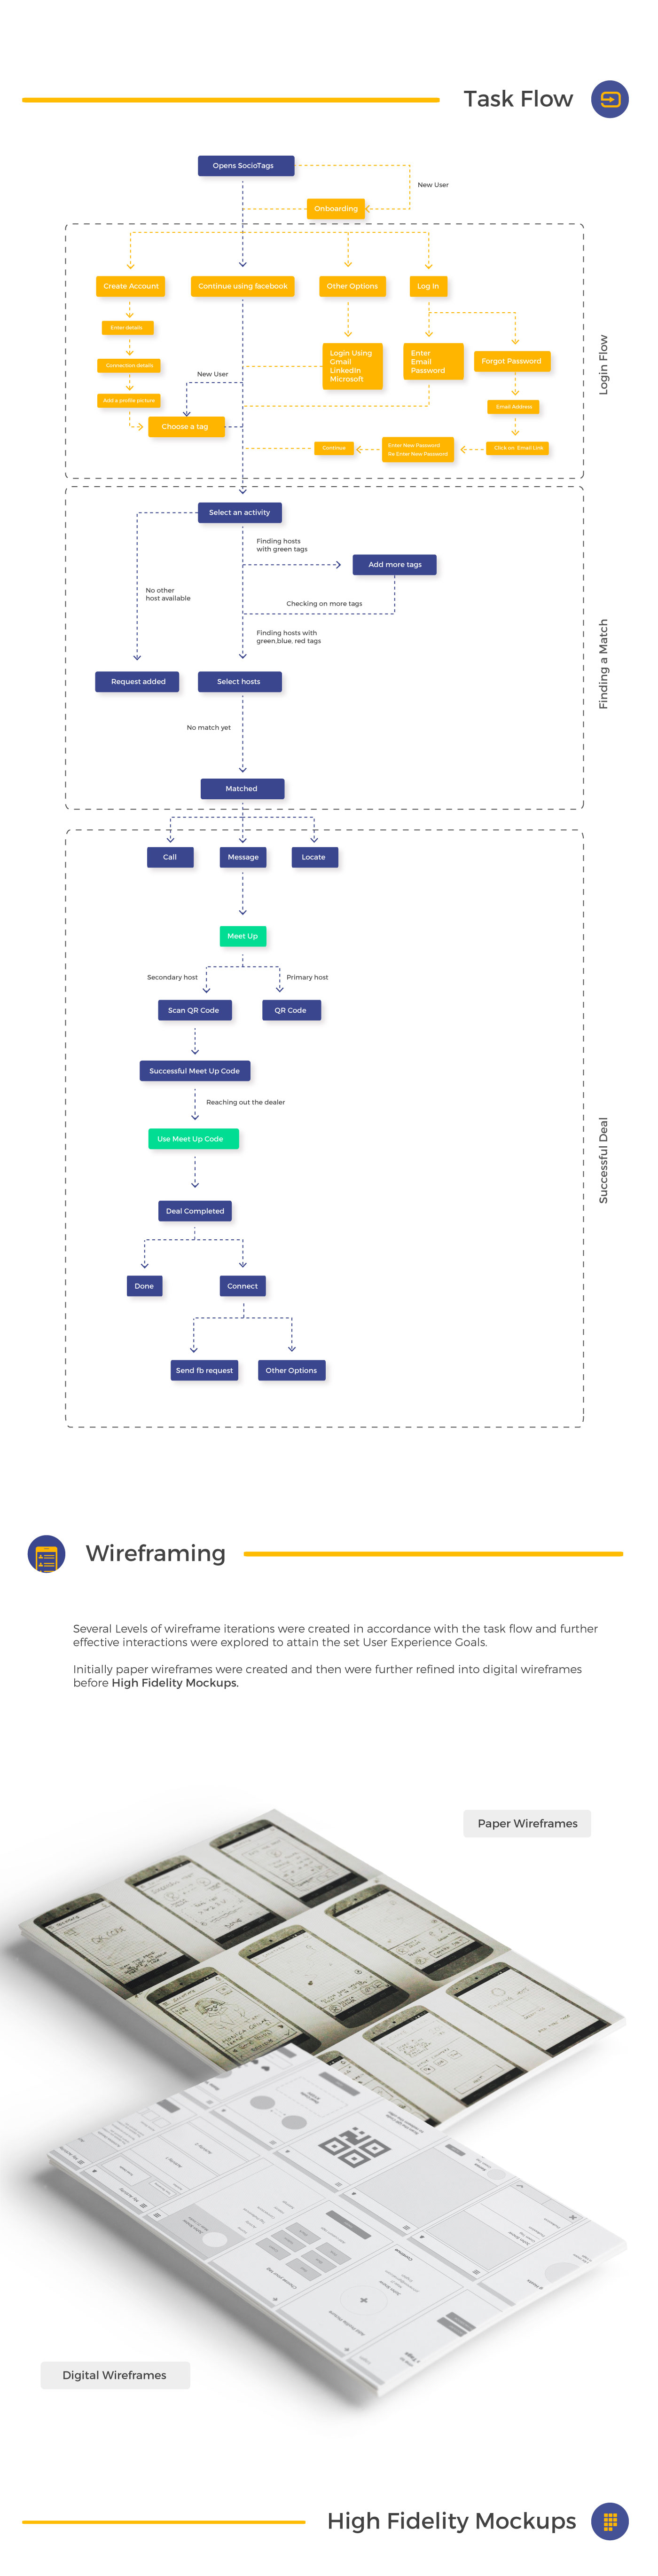 Task Flow
Opens SocioTags
New User
Onboarding
Create Account
Continue using facebook
Other Options
Log In
Enter details
Connection details
Add a profile picture
New User
Choose a tag
Login Using
Gmail
LinkedIn
Microsoft
Enter
Email
Password
Forgot Password
Email Address
Click on Email Link
Enter New Password
Re Enter New Password
Continue
Login Flow
Select an activity
Finding hosts
with green tags
Add more tags
No other
host available
Checking on more tags
Finding hosts with
green,blue, red tags
Request added
Select hosts
No match yet
Matched
Finding a Match
Call
Message
Locate
Meet Up
Secondary host
Primary host
Scan QR Code
QR Code
Successful Meet Up Code
Reaching out the dealer
Use Meet Up Code
Deal Completed
Done
Connect
Send fb request
Other Options
Successful Deal
Wireframing
Several Levels of wireframe iterations were created in accordance with the task flow and further
effective interactions were explored to attain the set User Experience Goals.
Initially paper wireframes were created and then were further refined into digital wireframes
before High Fidelity Mockups.
Paper Wireframes
QR CODE
Continue
Digital Wireframes
High Fidelity Mockups